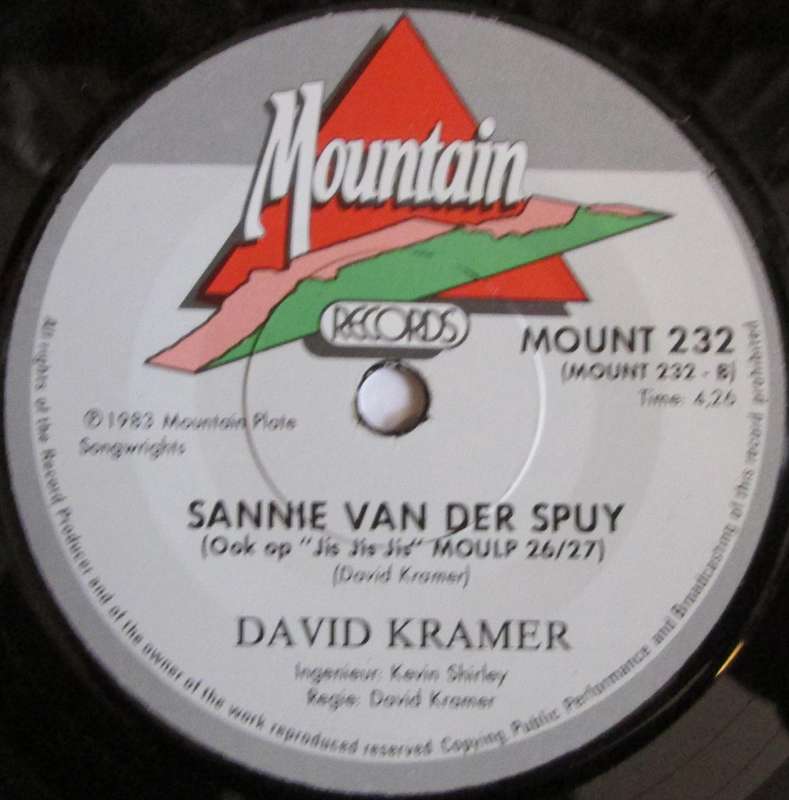 Mountain
RECORDS
MOUNT 232
(MOUNT 232 - B)
Time: 4,26
℗ 1983 Mountain Plate
Songwrights
SANNIE VAN DER SPUY
(Ook op "Jis Jis Jis" MOULP 26/27)
(David Kramer)
DAVID KRAMER
Ingenieur: Kevin Shirley
Regie: David Kramer
All rights of the Record Producer and of the owner of the work reproduced reserved Copying, Public Performance and Broadcasting of this record prohibited